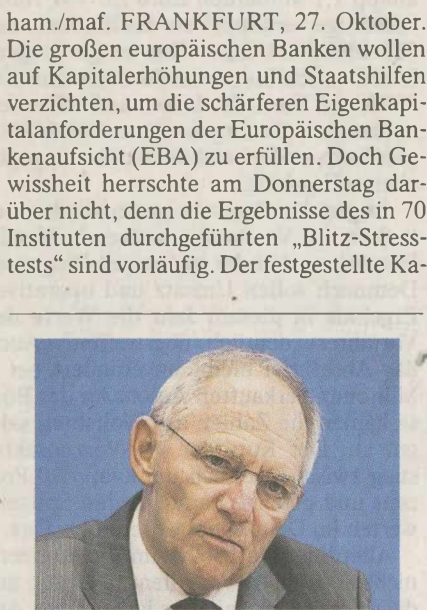 ham./maf. FRANKFURT, 27. Oktober.
Die großen europäischen Banken wollen
auf Kapitalerhöhungen und Staatshilfen
verzichten, um die schärferen Eigenkapi-
talanforderungen der Europäischen Ban-
kenaufsicht (EBA) zu erfüllen. Doch Ge-
wissheit herrschte am Donnerstag dar-
über nicht, denn die Ergebnisse des in 70
Instituten durchgeführten „Blitz-Stress-
tests“ sind vorläufig. Der festgestellte Ka-